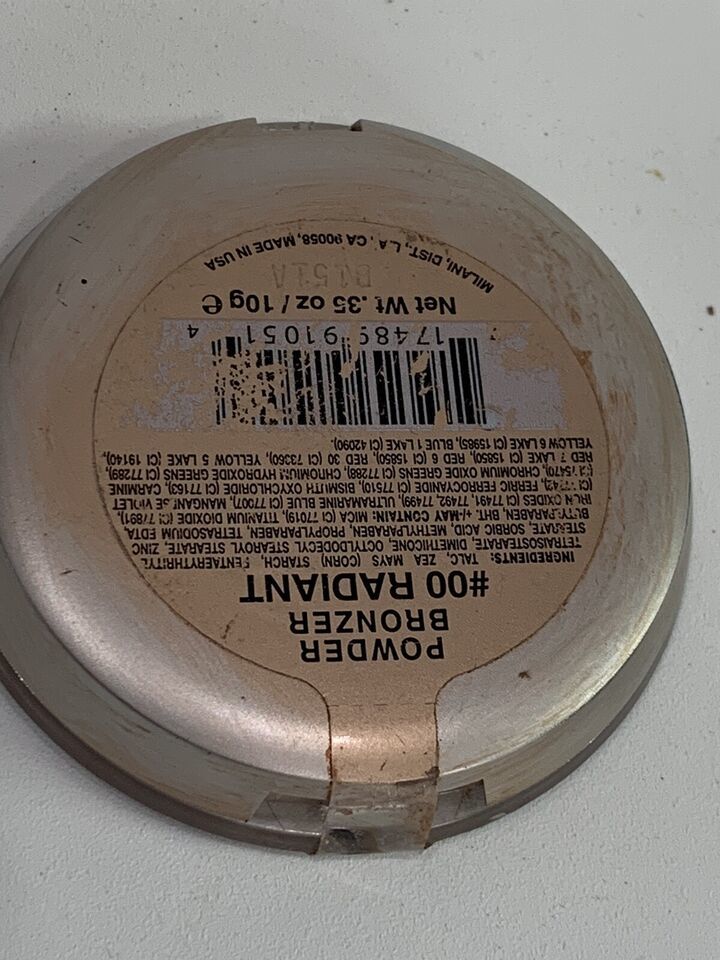 POWDER
BRONZER
#00 RADIANT
INGREDIENTS: TALC, ZEA MAYS (CORN) STARCH, PENTAERYTHRITYL
TETRAISOSTEARATE, DIMETHICONE, OCTYLDODECYL STEAROYL STEARATE, ZINC
STEARATE, SORBIC ACID, METHYLPARABEN, PROPYLPARABEN, TETRASODIUM EDTA,
BUTYLPARABEN, BHT, +/- MAY CONTAIN: MICA (CI 77019), TITANIUM DIOXIDE (CI 77891),
IRON OXIDES (CI 77491, 77492, 77499), ULTRAMARINE BLUE (CI 77007), MANGANESE VIOLET
(CI 77742), FERRIC FERROCYANIDE (CI 77510), BISMUTH OXYCHLORIDE (CI 77163), CARMINE
(CI 75470), CHROMIUM OXIDE GREENS (CI 77288), CHROMIUM HYDROXIDE GREENS (CI 77289),
RED 7 LAKE (CI 15850), RED 6 (CI 15850), RED 30 (CI 73360), YELLOW 5 LAKE (CI 19140),
YELLOW 6 LAKE (CI 15985), BLUE 1 LAKE (CI 42090).
17489 91051 4
Net Wt .35 oz / 10g e
MILANI, DIST., L.A., CA 90058, MADE IN USA